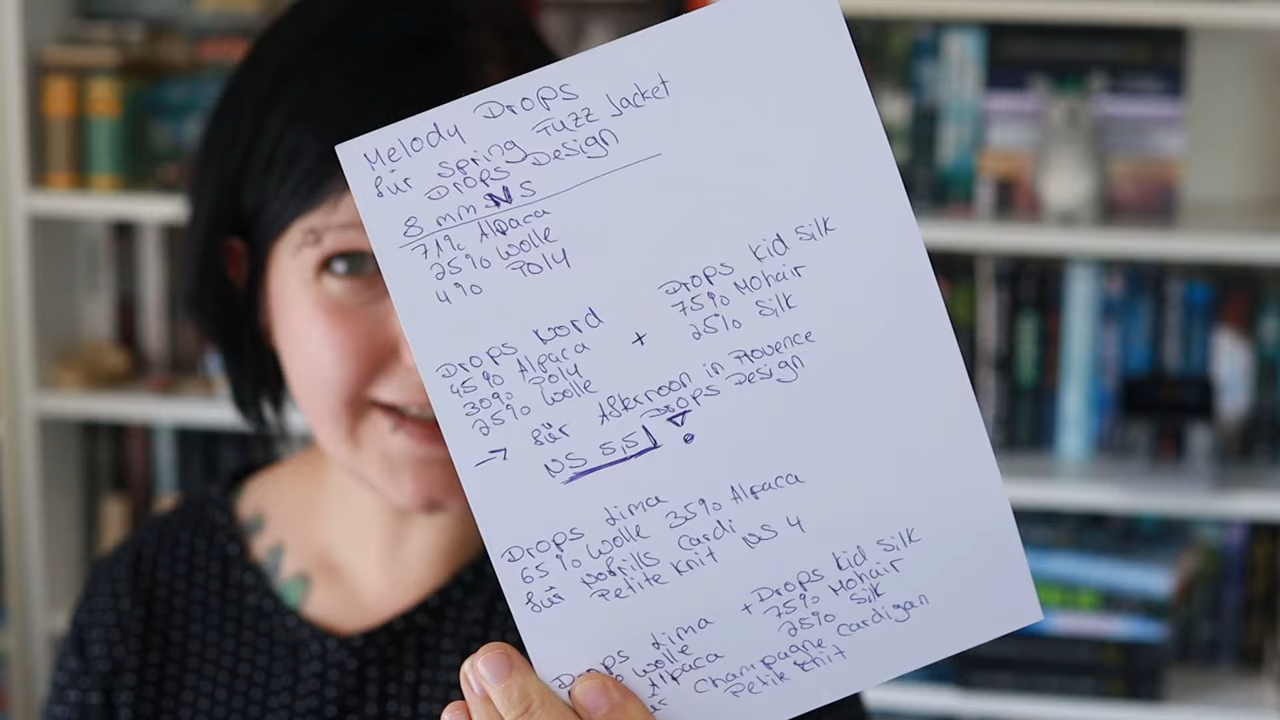 Melody Drops
für Spring Fuzz Jacket
Drops Design
8 mm NS
71% Alpaca
25% Wolle
4% Poly
Drops word
45% Alpaca
30% Poly
25% Wolle
+
Drops kid silk
75% Mohair
25% Silk
→ für Afternoon in Provence
Drops Design
NS 5,5 !
Drops Lima
65% Wolle 35% Alpaca
für Cardi
Petite Knit NS 4
Drops Lima
Wolle
Alpaca
+ Drops kid silk
75% Mohair
25% Silk
Champagne Cardigan
Petite Knit